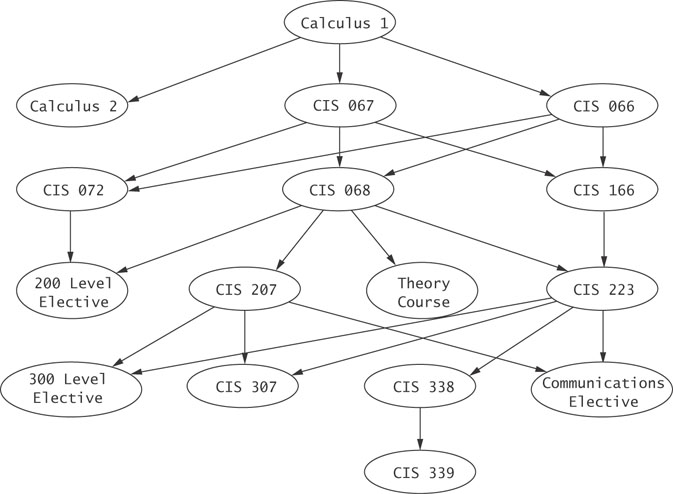 Calculus 1
Calculus 2
CIS 067
CIS 066
CIS 072
CIS 068
CIS 166
200 Level
Elective
CIS 207
Theory
Course
CIS 223
300 Level
Elective
CIS 307
CIS 338
Communications
Elective
CIS 339